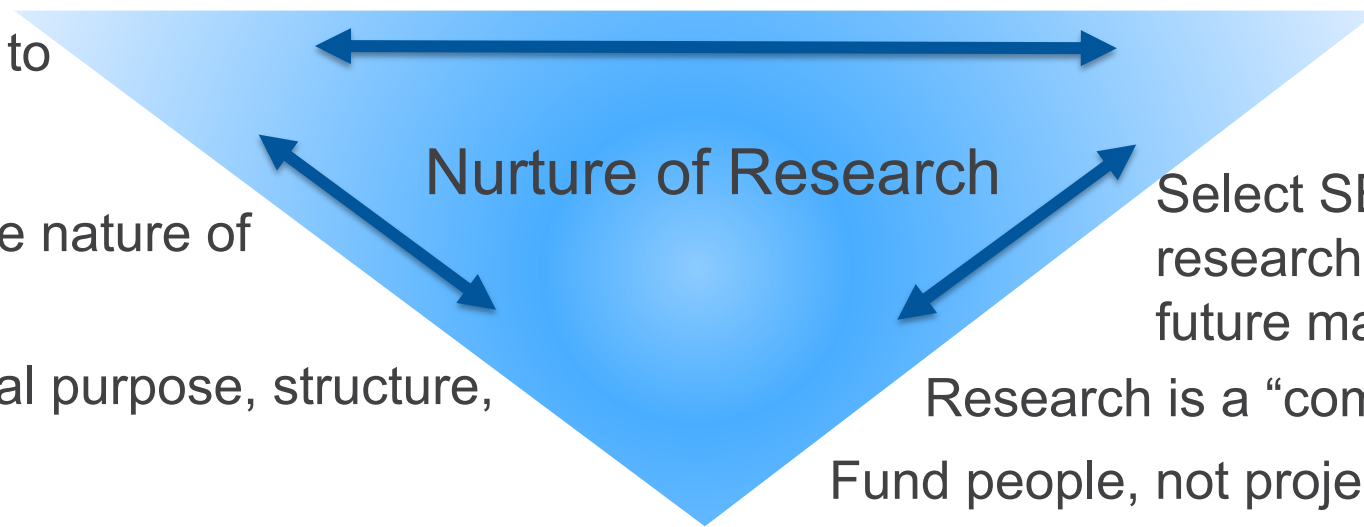 to
Nurture of Research
e nature of
al purpose, structure,
Select SE
research
future ma
Research is a “com
Fund people, not proje